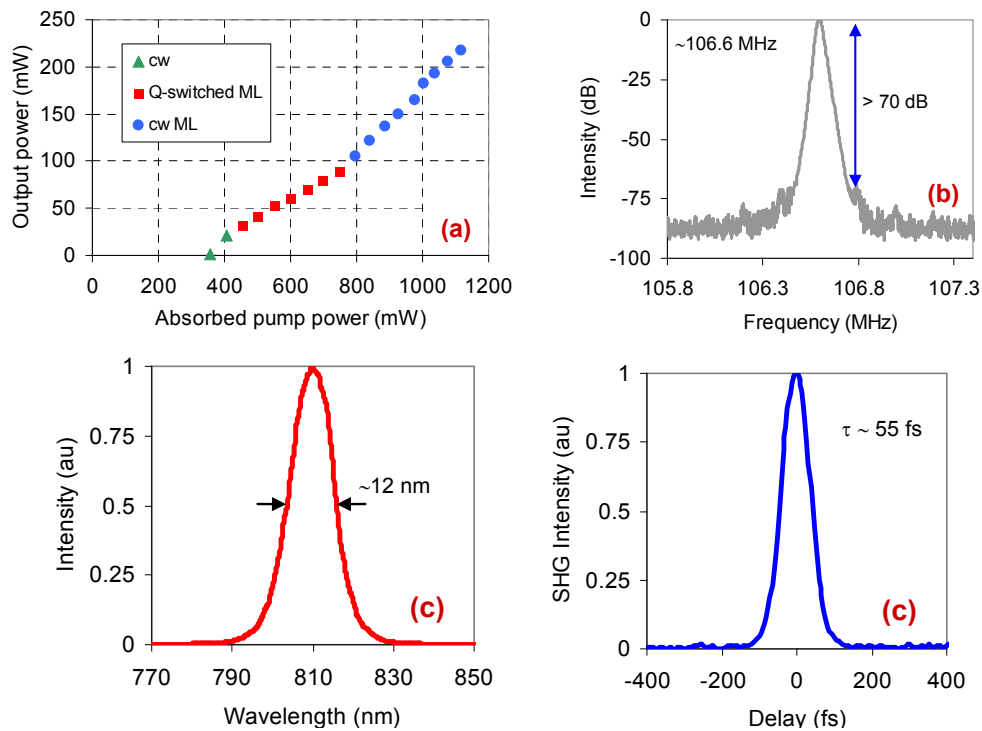 250
200
150
100
50
0
Output power (mW)
cw
Q-switched ML
cw ML
(a)
0 200 400 600 800 1000 1200
Absorbed pump power (mW)
0
-25
-50
-75
-100
Intensity (dB)
~106.6 MHz
> 70 dB
(b)
105.8 106.3 106.8 107.3
Frequency (MHz)
1
0.75
0.5
0.25
0
Intensity (au)
~12 nm
(c)
770 790 810 830 850
Wavelength (nm)
1
0.75
0.5
0.25
0
SHG Intensity (au)
τ ~ 55 fs
(c)
-400 -200 0 200 400
Delay (fs)